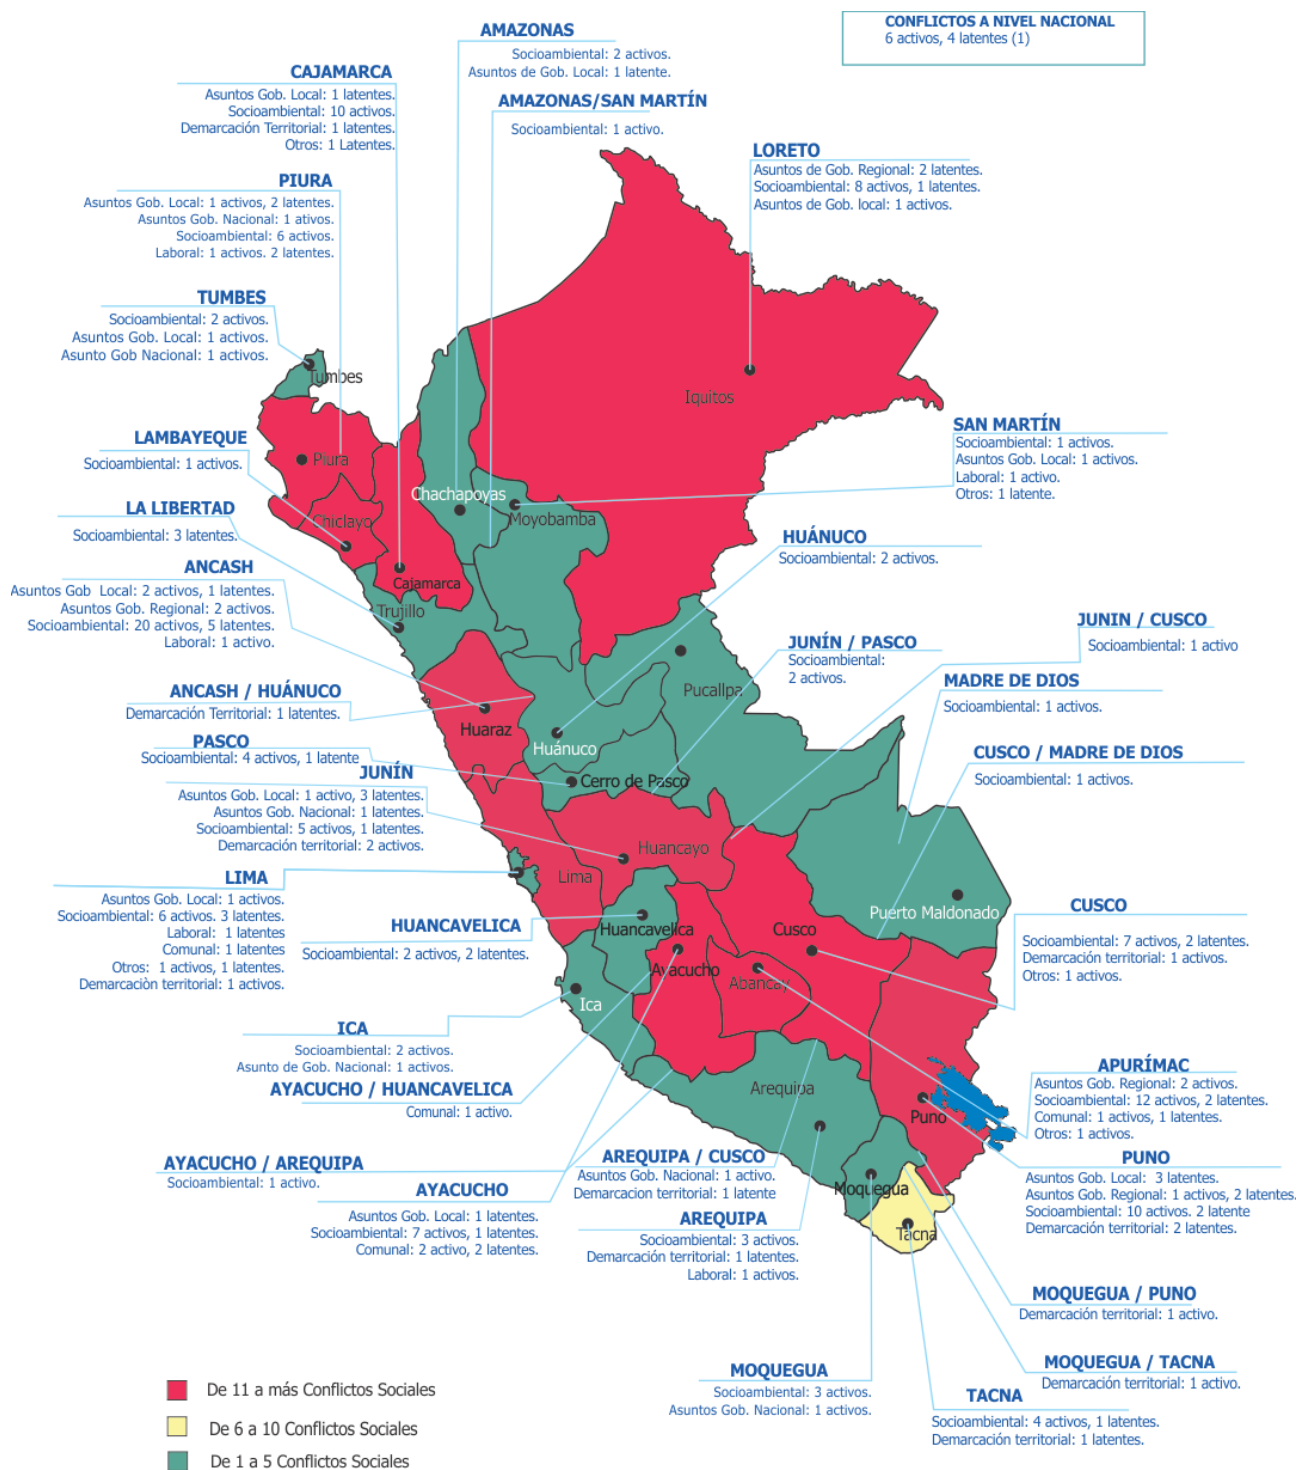 CONFLICTOS A NIVEL NACIONAL
6 activos, 4 latentes (1)
AMAZONAS
Socioambiental: 2 activos.
Asuntos de Gob. Local: 1 latente.
CAJAMARCA
Asuntos Gob. Local: 1 latentes.
Socioambiental: 10 activos.
Demarcación Territorial: 1 latentes.
Otros: 1 Latentes.
AMAZONAS/SAN MARTÍN
Socioambiental: 1 activo.
LORETO
Asuntos de Gob. Regional: 2 latentes.
Socioambiental: 8 activos, 1 latentes.
Asuntos de Gob. local: 1 activos.
PIURA
Asuntos Gob. Local: 1 activos, 2 latentes.
Asuntos Gob. Nacional: 1 ativos.
Socioambiental: 6 activos.
Laboral: 1 activos. 2 latentes.
TUMBES
Socioambiental: 2 activos.
Asuntos Gob. Local: 1 activos.
Asunto Gob Nacional: 1 activos.
Tumbes
Iquitos
LAMBAYEQUE
Socioambiental: 1 activos.
Piura
SAN MARTÍN
Socioambiental: 1 activos.
Asuntos Gob. Local: 1 activos.
Laboral: 1 activo.
Otros: 1 latente.
Chachapoyas
Moyobamba
Chiclayo
LA LIBERTAD
Socioambiental: 3 latentes.
HUÁNUCO
Socioambiental: 2 activos.
ANCASH
Asuntos Gob  Local: 2 activos, 1 latentes.
Asuntos Gob. Regional: 2 activos.
Socioambiental: 20 activos, 5 latentes.
Laboral: 1 activo.
Cajamarca
Trujillo
JUNIN / CUSCO
Socioambiental: 1 activo
JUNÍN / PASCO
Socioambiental:
2 activos.
MADRE DE DIOS
Socioambiental: 1 activos.
Pucallpa
ANCASH / HUÁNUCO
Demarcación Territorial: 1 latentes.
Huaraz
Huánuco
PASCO
Socioambiental: 4 activos, 1 latente
CUSCO / MADRE DE DIOS
Socioambiental: 1 activos.
Cerro de Pasco
JUNÍN
Asuntos Gob. Local: 1 activo, 3 latentes.
Asuntos Gob. Nacional: 1 latentes.
Socioambiental: 5 activos, 1 latentes.
Demarcación territorial: 2 activos.
Huancayo
Lima
LIMA
Asuntos Gob. Local: 1 activos.
Socioambiental: 6 activos. 3 latentes.
Laboral:  1 latentes
Comunal: 1 latentes
Otros:  1 activos, 1 latentes.
Demarcaciòn territorial: 1 activos.
Puerto Maldonado
CUSCO
Socioambiental: 7 activos, 2 latentes.
Demarcación territorial: 1 activos.
Otros: 1 activos.
HUANCAVELICA
Socioambiental: 2 activos, 2 latentes.
Huancavelica
Cusco
Ayacucho
Abancay
Ica
ICA
Socioambiental: 2 activos.
Asunto de Gob. Nacional: 1 activos.
APURÍMAC
Asuntos Gob. Regional: 2 activos.
Socioambiental: 12 activos, 2 latentes.
Comunal: 1 activos, 1 latentes.
Otros: 1 activos.
AYACUCHO / HUANCAVELICA
Comunal: 1 activo.
Arequipa
Puno
AYACUCHO / AREQUIPA
Socioambiental: 1 activo.
AREQUIPA / CUSCO
Asuntos Gob. Nacional: 1 activo.
Demarcacion territorial: 1 latente
PUNO
Asuntos Gob. Local:  3 latentes.
Asuntos Gob. Regional: 1 activos, 2 latentes.
Socioambiental: 10 activos. 2 latente
Demarcación territorial: 2 latentes.
AYACUCHO
Asuntos Gob. Local: 1 latentes.
Socioambiental: 7 activos, 1 latentes.
Comunal: 2 activo, 2 latentes.
Moquegua
AREQUIPA
Socioambiental: 3 activos.
Demarcación territorial: 1 latentes.
Laboral: 1 activos.
Tacna
MOQUEGUA / PUNO
Demarcación territorial: 1 activo.
MOQUEGUA / TACNA
Demarcación territorial: 1 activo.
MOQUEGUA
Socioambiental: 3 activos.
Asuntos Gob. Nacional: 1 activos.
TACNA
Socioambiental: 4 activos, 1 latentes.
Demarcación territorial: 1 latentes.
De 11 a más Conflictos Sociales
De 6 a 10 Conflictos Sociales
De 1 a 5 Conflictos Sociales